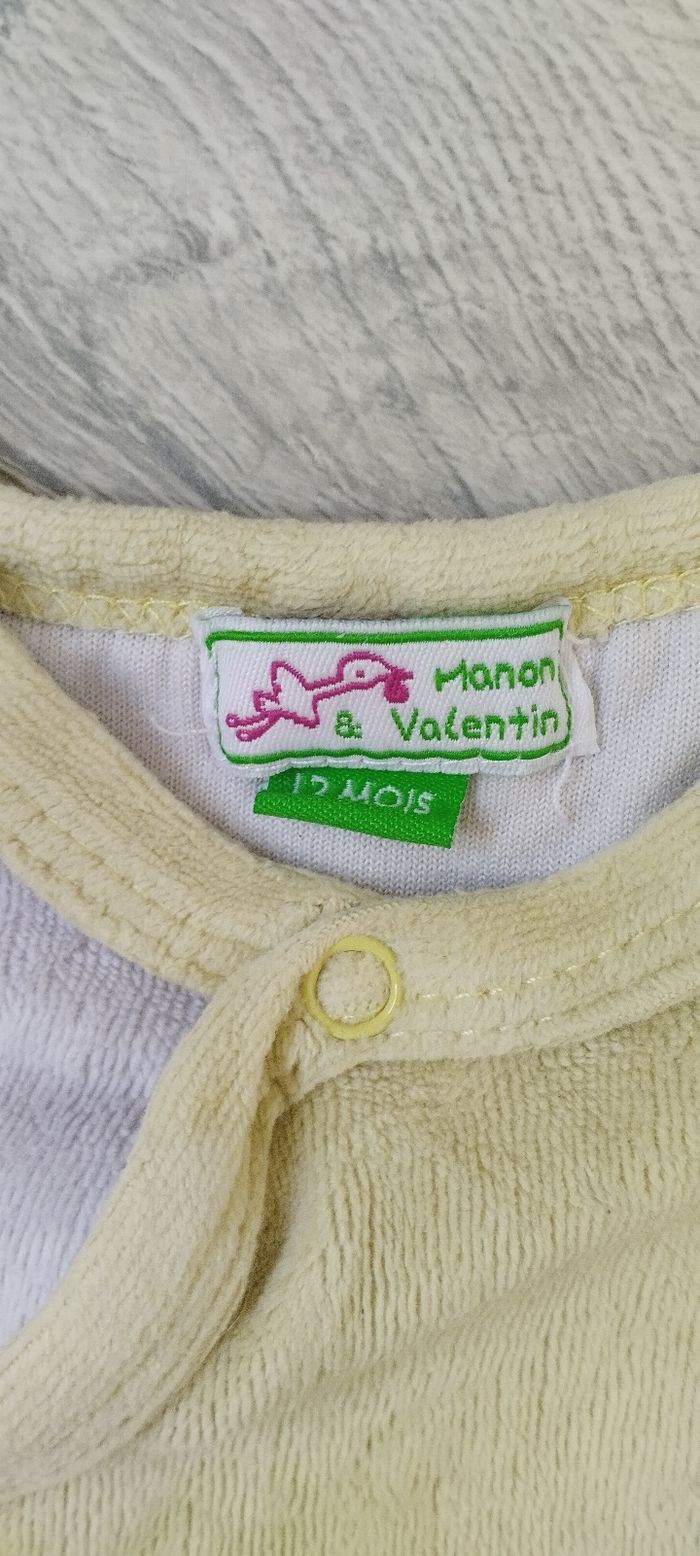 Manon
& Valentin
12 MOIS